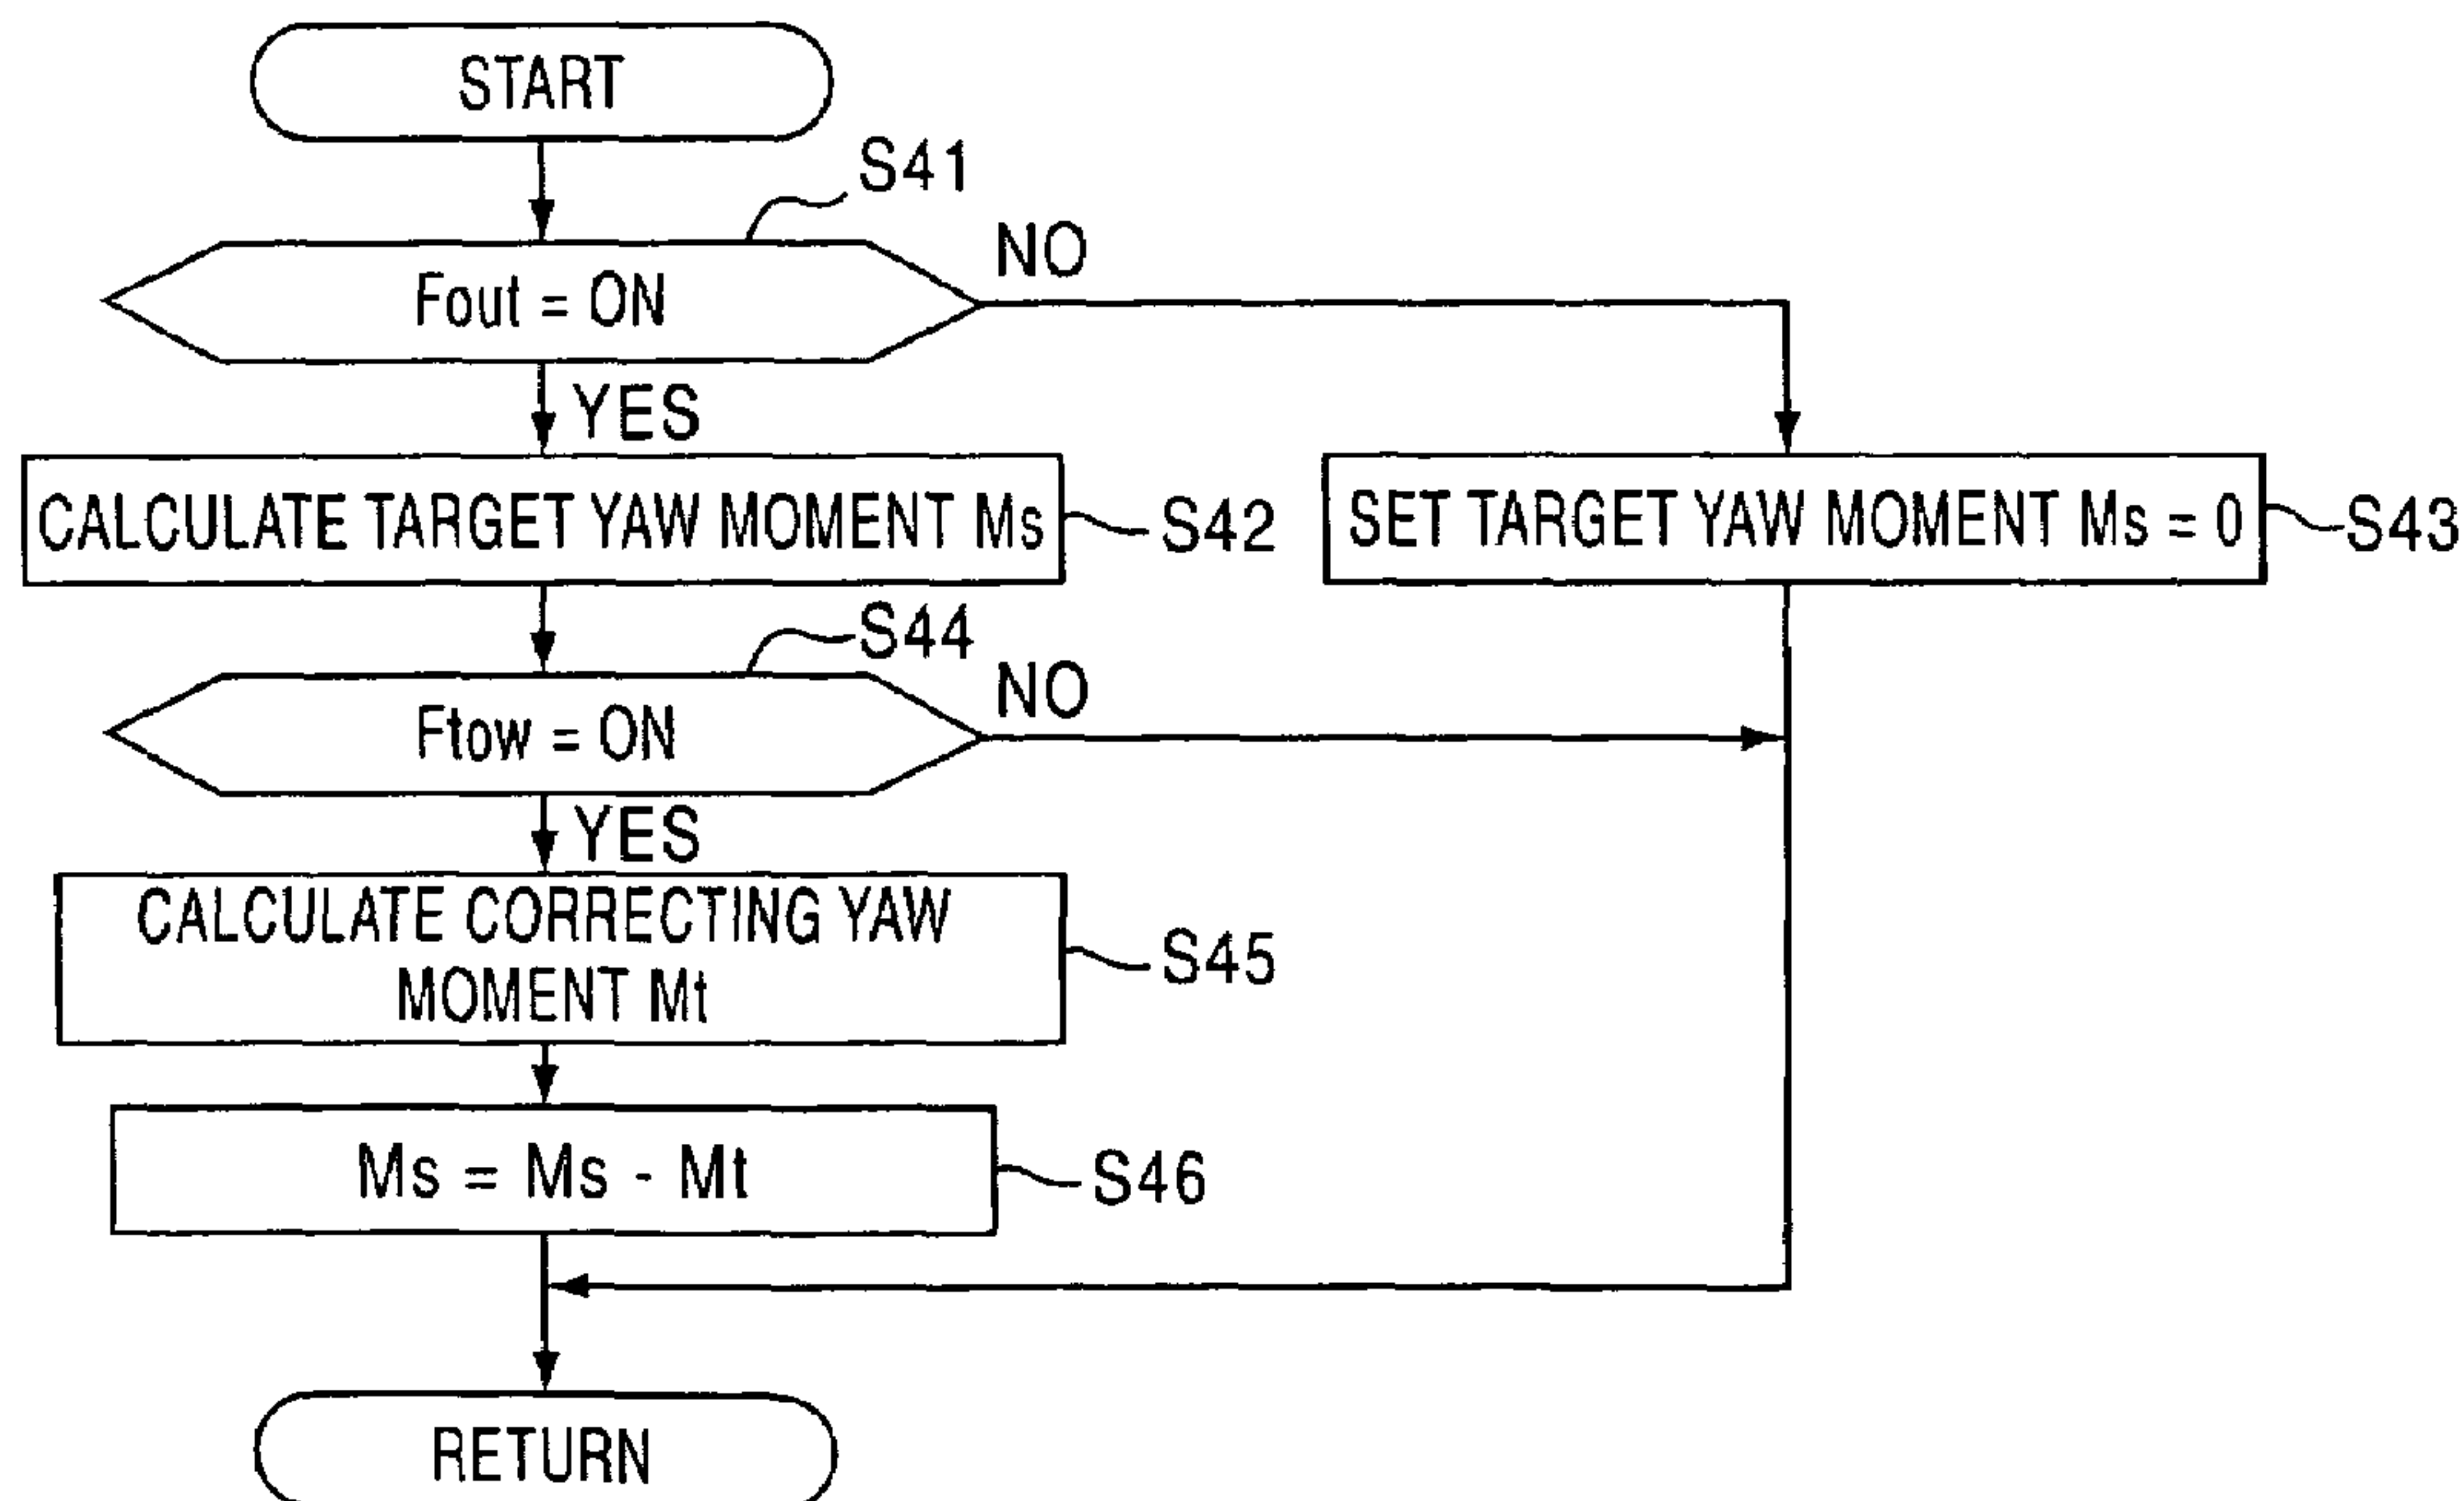 START
S41
Fout = ON
NO
YES
CALCULATE TARGET YAW MOMENT Ms
S42
SET TARGET YAW MOMENT Ms = 0
S43
S44
Ftow = ON
NO
YES
CALCULATE CORRECTING YAW
MOMENT Mt
S45
Ms = Ms - Mt
S46
RETURN